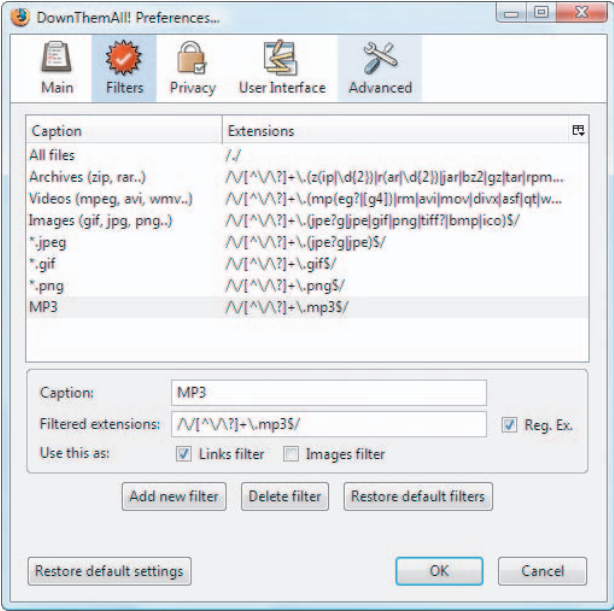 DownThemAll! Preferences...
Main Filters Privacy User Interface Advanced
Caption Extensions
All files /./
Archives (zip, rar..) /\/[^\/\?]+\.(z(ip|\d{2})|r(ar|\d{2})|jar|bz2|gz|tar|rpm...
Videos (mpeg, avi, wmv..) /\/[^\/\?]+\.(mp(eg?|[g4])|rm|avi|mov|divx|asf|qt|w...
Images (gif, jpg, png..) /\/[^\/\?]+\.(jpe?g|jpe|gif|png|tiff?|bmp|ico)$/
*.jpeg /\/[^\/\?]+\.(jpe?g|jpe)$/
*.gif /\/[^\/\?]+\.gif$/
*.png /\/[^\/\?]+\.png$/
MP3 /\/[^\/\?]+\.mp3$/
Caption: MP3
Filtered extensions: /\/[^\/\?]+\.mp3$/ Reg. Ex.
Use this as: Links filter Images filter
Add new filter Delete filter Restore default filters
Restore default settings OK Cancel